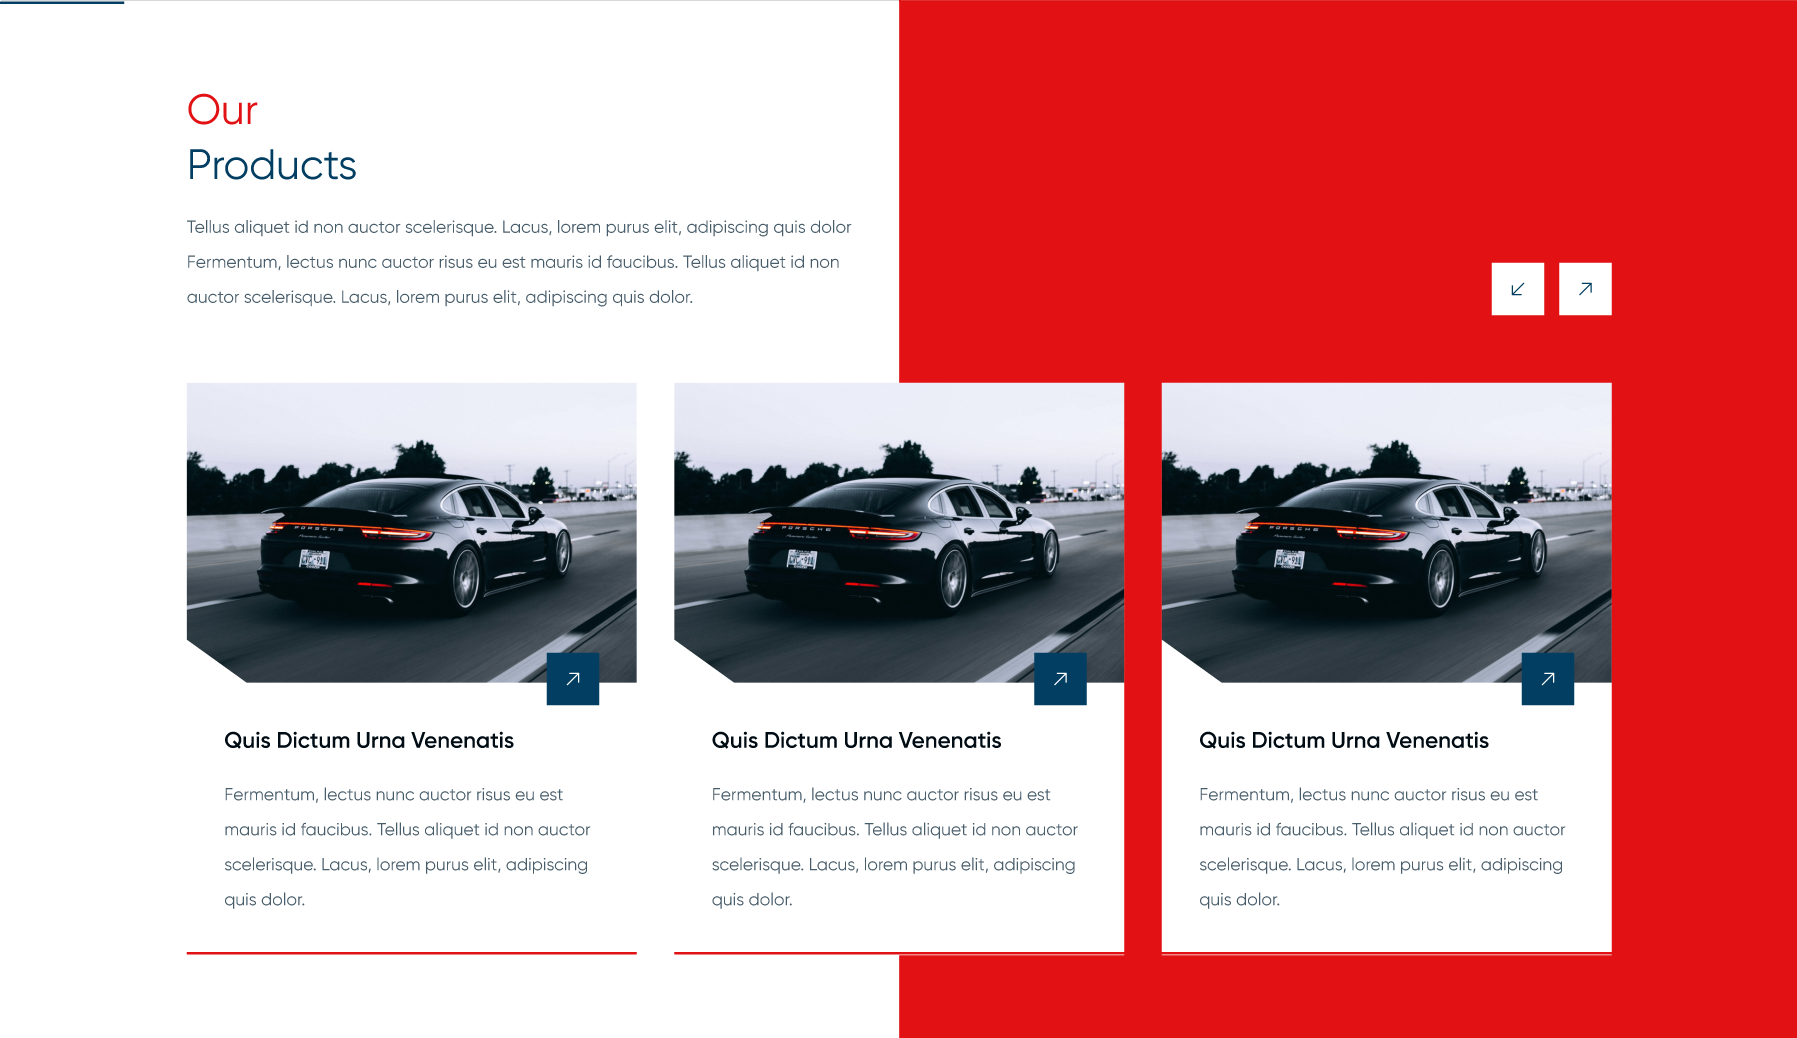 Our
Products
Tellus aliquet id non auctor scelerisque. Lacus, lorem purus elit, adipiscing quis dolor
Fermentum, lectus nunc auctor risus eu est mauris id faucibus. Tellus aliquet id non
auctor scelerisque. Lacus, lorem purus elit, adipiscing quis dolor.
PORSCHE
PORSCHE
PORSCHE
Quis Dictum Urna Venenatis
Fermentum, lectus nunc auctor risus eu est
mauris id faucibus. Tellus aliquet id non auctor
scelerisque. Lacus, lorem purus elit, adipiscing
quis dolor.
Quis Dictum Urna Venenatis
Fermentum, lectus nunc auctor risus eu est
mauris id faucibus. Tellus aliquet id non auctor
scelerisque. Lacus, lorem purus elit, adipiscing
quis dolor.
Quis Dictum Urna Venenatis
Fermentum, lectus nunc auctor risus eu est
mauris id faucibus. Tellus aliquet id non auctor
scelerisque. Lacus, lorem purus elit, adipiscing
quis dolor.